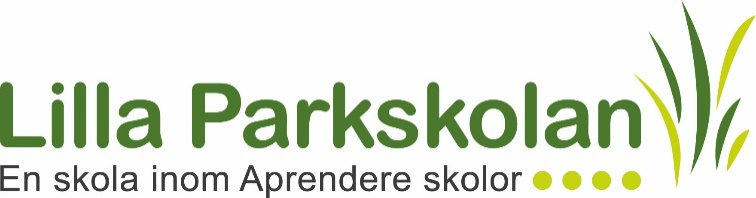 Lilla Parkskolan
En skola inom Aprendere skolor